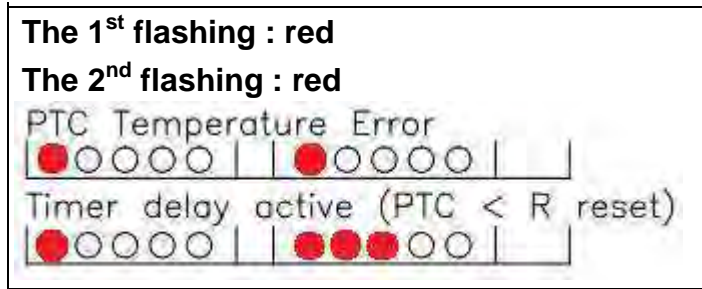 The 1st flashing : red
The 2nd flashing : red
PTC Temperature Error
Timer delay active (PTC < R reset)